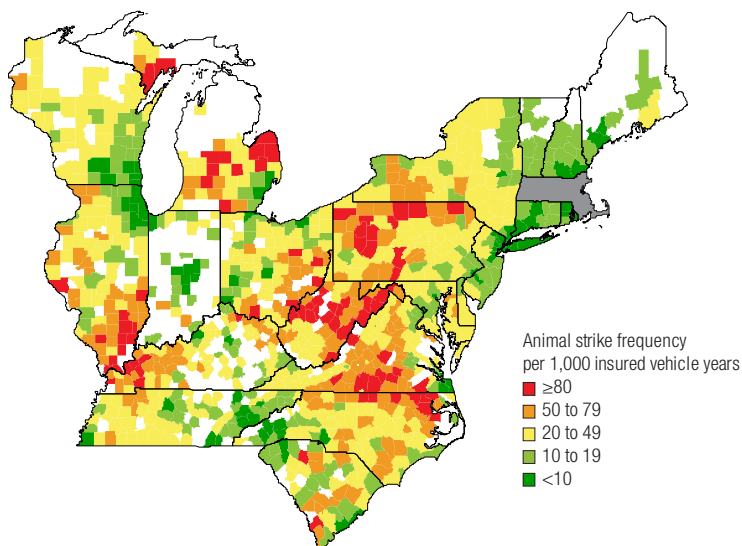 Animal strike frequency
per 1,000 insured vehicle years
≥80
50 to 79
20 to 49
10 to 19
<10